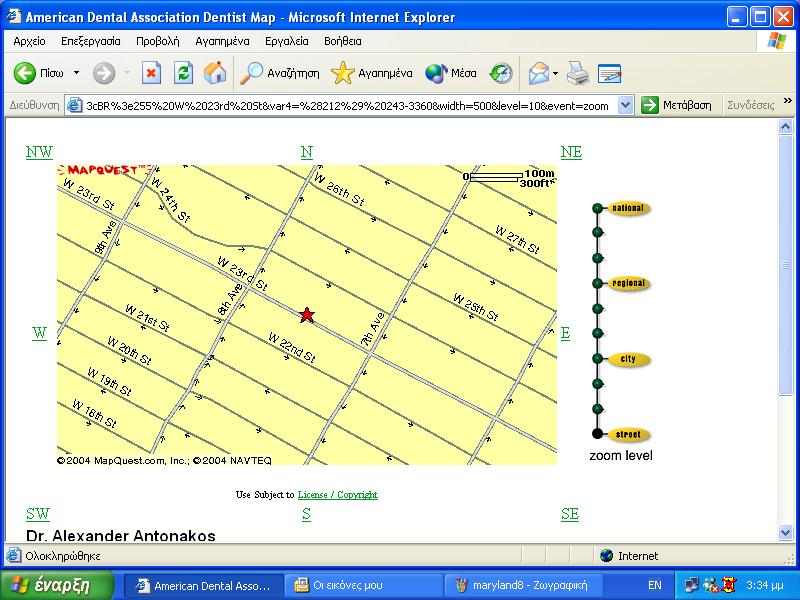 American Dental Association Dentist Map - Microsoft Internet Explorer
Αρχείο Επεξεργασία Προβολή Αγαπημένα Εργαλεία Βοήθεια
Πίσω Αναζήτηση Αγαπημένα Μέσα
Διεύθυνση 3cBR%3e255%20W%2023rd%20St&var4=%28212%29%20243-3360&width=500&level=10&event=zoom Μετάβαση Συνδέσεις »
NW N NE
MAPQUEST™
0 100m
300ft
W 23rd St
W 24th St
W 26th St
9th Ave
W 27th St
W 23rd St
8th Ave
W 25th St
W 21st St
7th Ave
W 22nd St
W 20th St
W 19th St
W 18th St
W E
national
regional
city
street
zoom level
©2004 MapQuest.com, Inc.; ©2004 NAVTEQ
Use Subject to License / Copyright
SW S SE
Dr. Alexander Antonakos
Ολοκληρώθηκε Internet
έναρξη American Dental Asso... Οι εικόνες μου maryland8 - Ζωγραφική EN 3:34 μμ